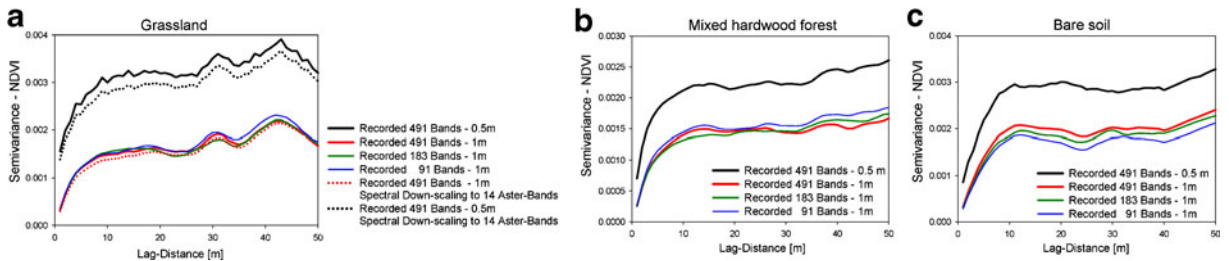 a
Grassland
Semivariance - NDVI
0.004
0.003
0.002
0.001
0.000
0
10
20
30
40
50
Lag-Distance [m]
Recorded 491 Bands - 0.5m
Recorded 491 Bands - 1m
Recorded 183 Bands - 1m
Recorded 91 Bands - 1m
Recorded 491 Bands - 1m
Spectral Down-scaling to 14 Aster-Bands
Recorded 491 Bands - 0.5m
Spectral Down-scaling to 14 Aster-Bands
b
Mixed hardwood forest
Semivariance - NDVI
0.0030
0.0025
0.0020
0.0015
0.0010
0.0005
0.0000
Recorded 491 Bands - 0.5 m
Recorded 491 Bands - 1m
Recorded 183 Bands - 1m
Recorded 91 Bands - 1m
0
10
20
30
40
50
Lag-Distance [m]
c
Bare soil
Semivariance - NDVI
0.004
0.003
0.002
0.001
0.000
Recorded 491 Bands - 0.5 m
Recorded 491 Bands - 1m
Recorded 183 Bands - 1m
Recorded 91 Bands - 1m
0
10
20
30
40
50
Lag-Distance [m]